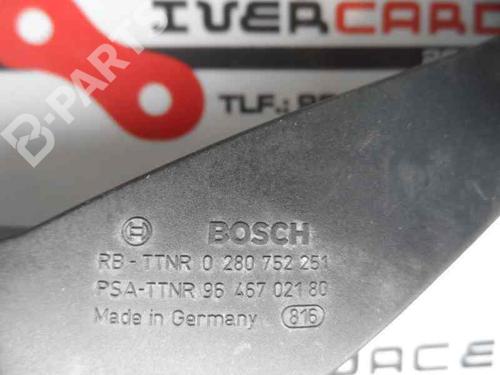 IVERCARD
TLF.:
B-PARTS
BOSCH
RB-TTNR 0 280 752 251
PSA-TTNR 96 467 021 80
Made in Germany 816